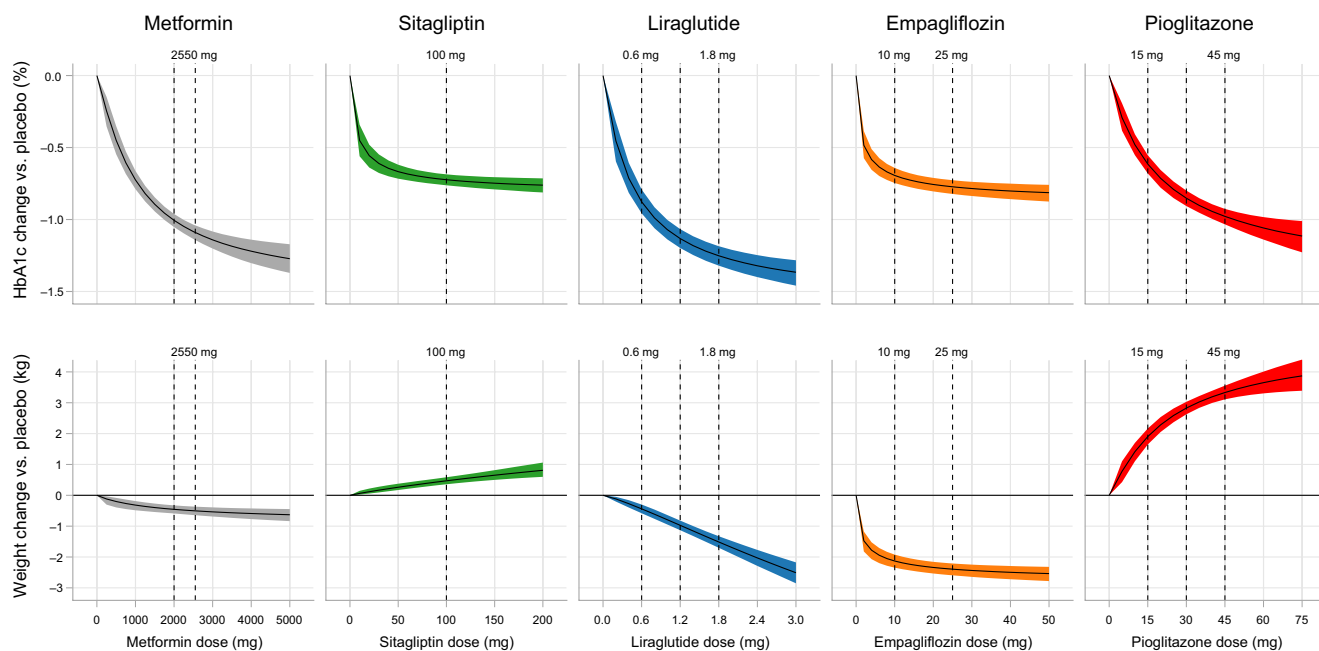 Metformin Sitagliptin Liraglutide Empagliflozin Pioglitazone
2550 mg 100 mg 0.6 mg 1.8 mg 10 mg 25 mg 15 mg 45 mg
HbA1c change vs. placebo (%)
0.0
−0.5
−1.0
−1.5
2550 mg 100 mg 0.6 mg 1.8 mg 10 mg 25 mg 15 mg 45 mg
Weight change vs. placebo (kg)
4
3
2
1
0
−1
−2
−3
0 1000 2000 3000 4000 5000 0 50 100 150 200 0.0 0.6 1.2 1.8 2.4 3.0 0 10 20 30 40 50 0 15 30 45 60 75
Metformin dose (mg) Sitagliptin dose (mg) Liraglutide dose (mg) Empagliflozin dose (mg) Pioglitazone dose (mg)